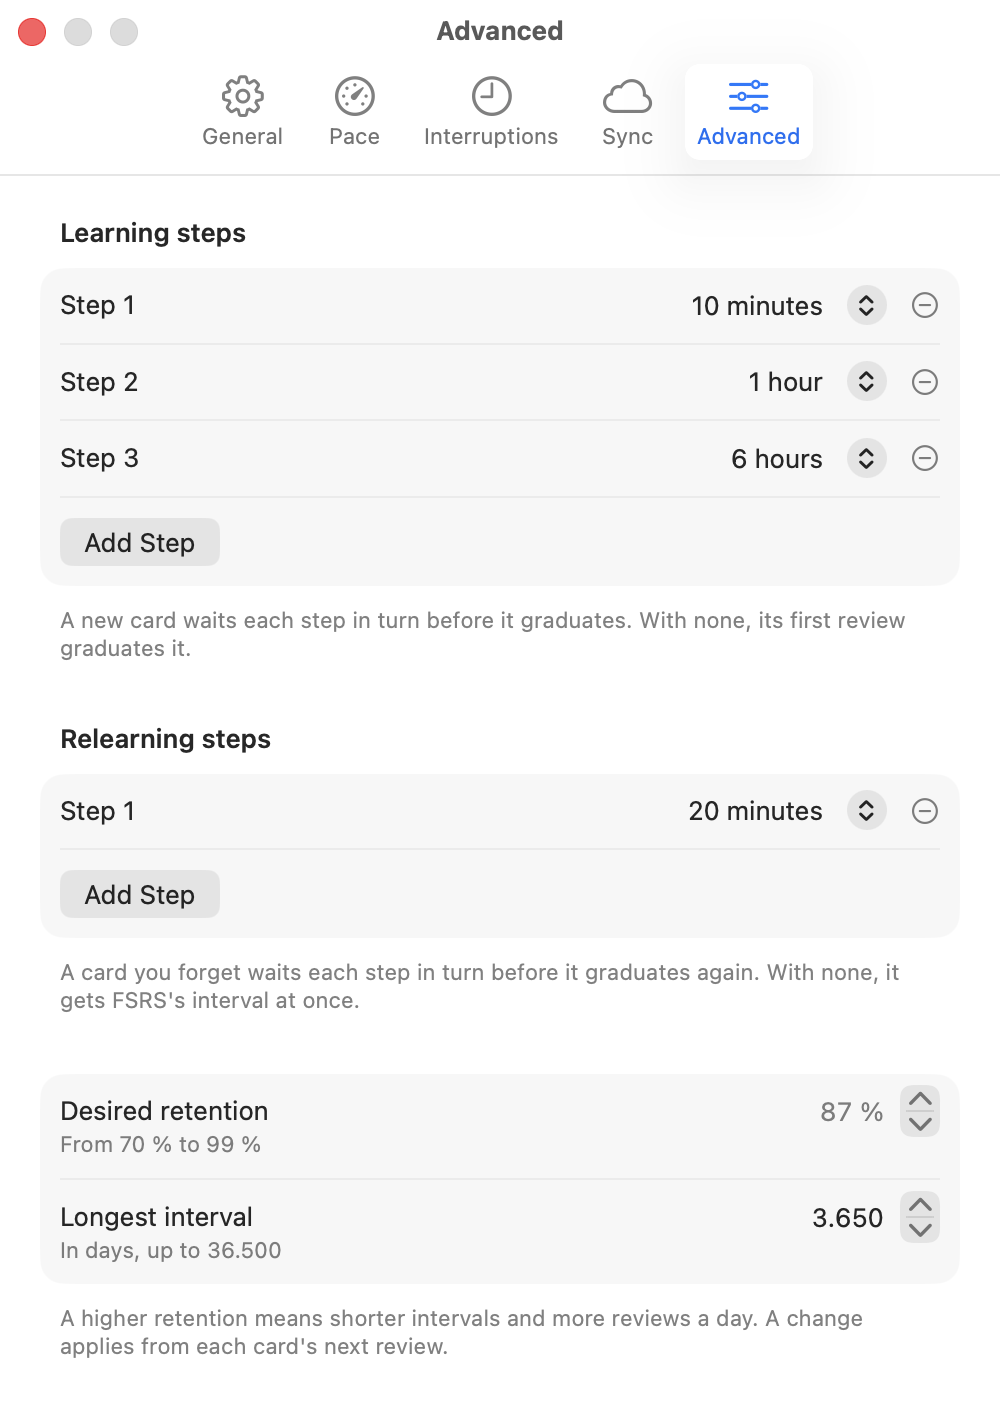 Advanced
General
Pace
Interruptions
Sync
Advanced
Learning steps
Step 1
10 minutes
Step 2
1 hour
Step 3
6 hours
Add Step
A new card waits each step in turn before it graduates. With none, its first review
graduates it.
Relearning steps
Step 1
20 minutes
Add Step
A card you forget waits each step in turn before it graduates again. With none, it
gets FSRS's interval at once.
Desired retention
87 %
From 70 % to 99 %
Longest interval
3.650
In days, up to 36.500
A higher retention means shorter intervals and more reviews a day. A change
applies from each card's next review.